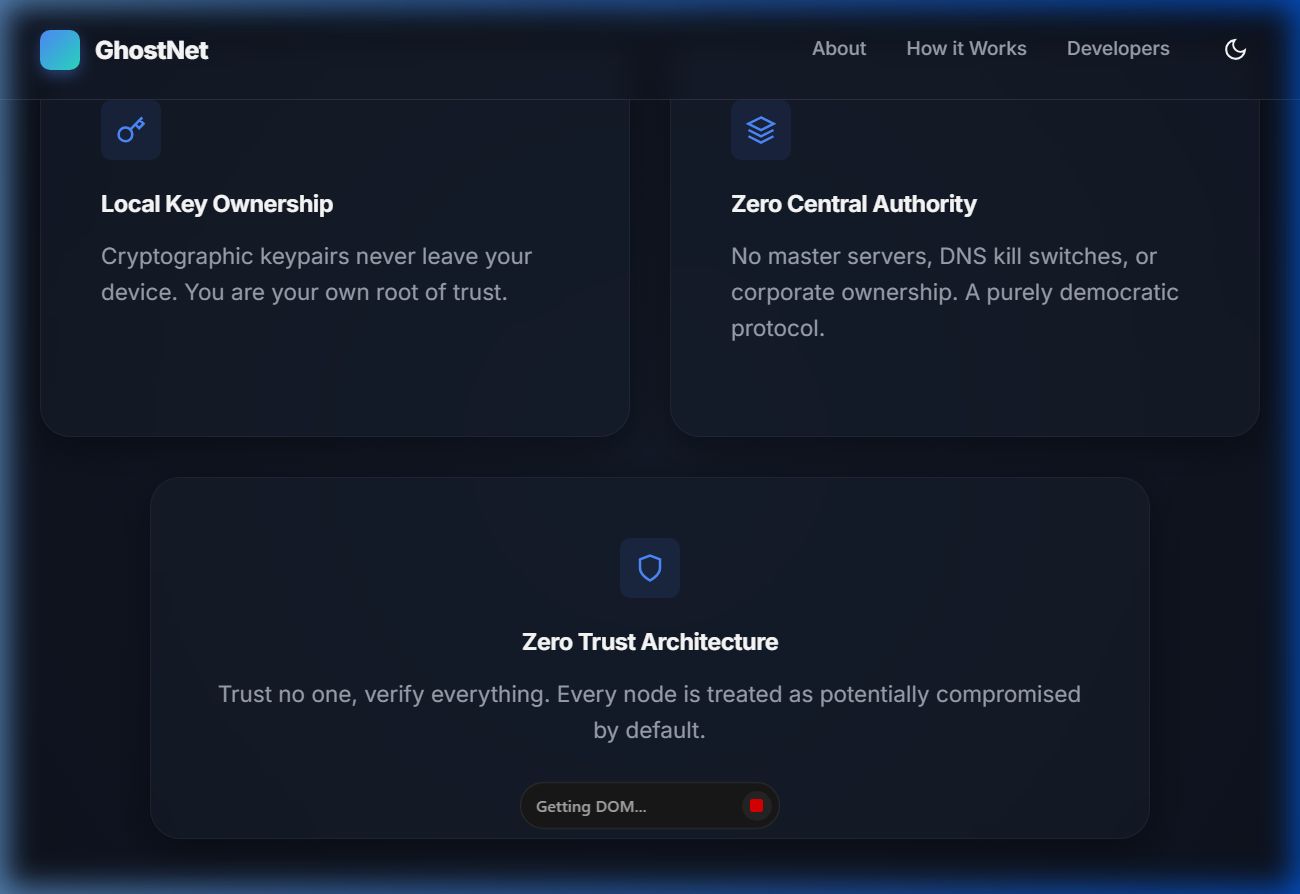 GhostNet
About
How it Works
Developers
Local Key Ownership
Cryptographic keypairs never leave your
device. You are your own root of trust.
Zero Central Authority
No master servers, DNS kill switches, or
corporate ownership. A purely democratic
protocol.
Zero Trust Architecture
Trust no one, verify everything. Every node is treated as potentially compromised
by default.
Getting DOM...